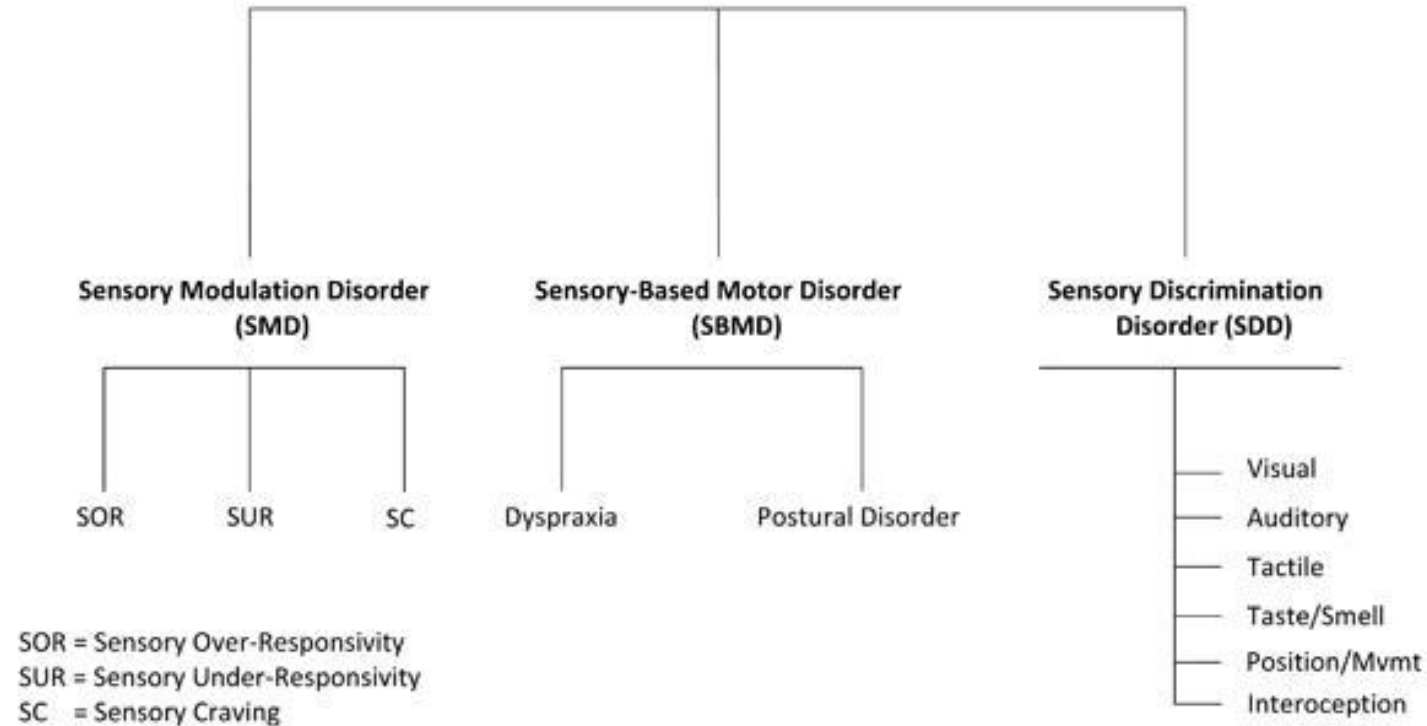 Sensory Modulation Disorder
(SMD)
Sensory-Based Motor Disorder
(SBMD)
Sensory Discrimination
Disorder (SDD)
SOR
SUR
SC
Dyspraxia
Postural Disorder
Visual
Auditory
Tactile
Taste/Smell
Position/Mvmt
Interoception
SOR = Sensory Over-Responsivity
SUR = Sensory Under-Responsivity
SC = Sensory Craving